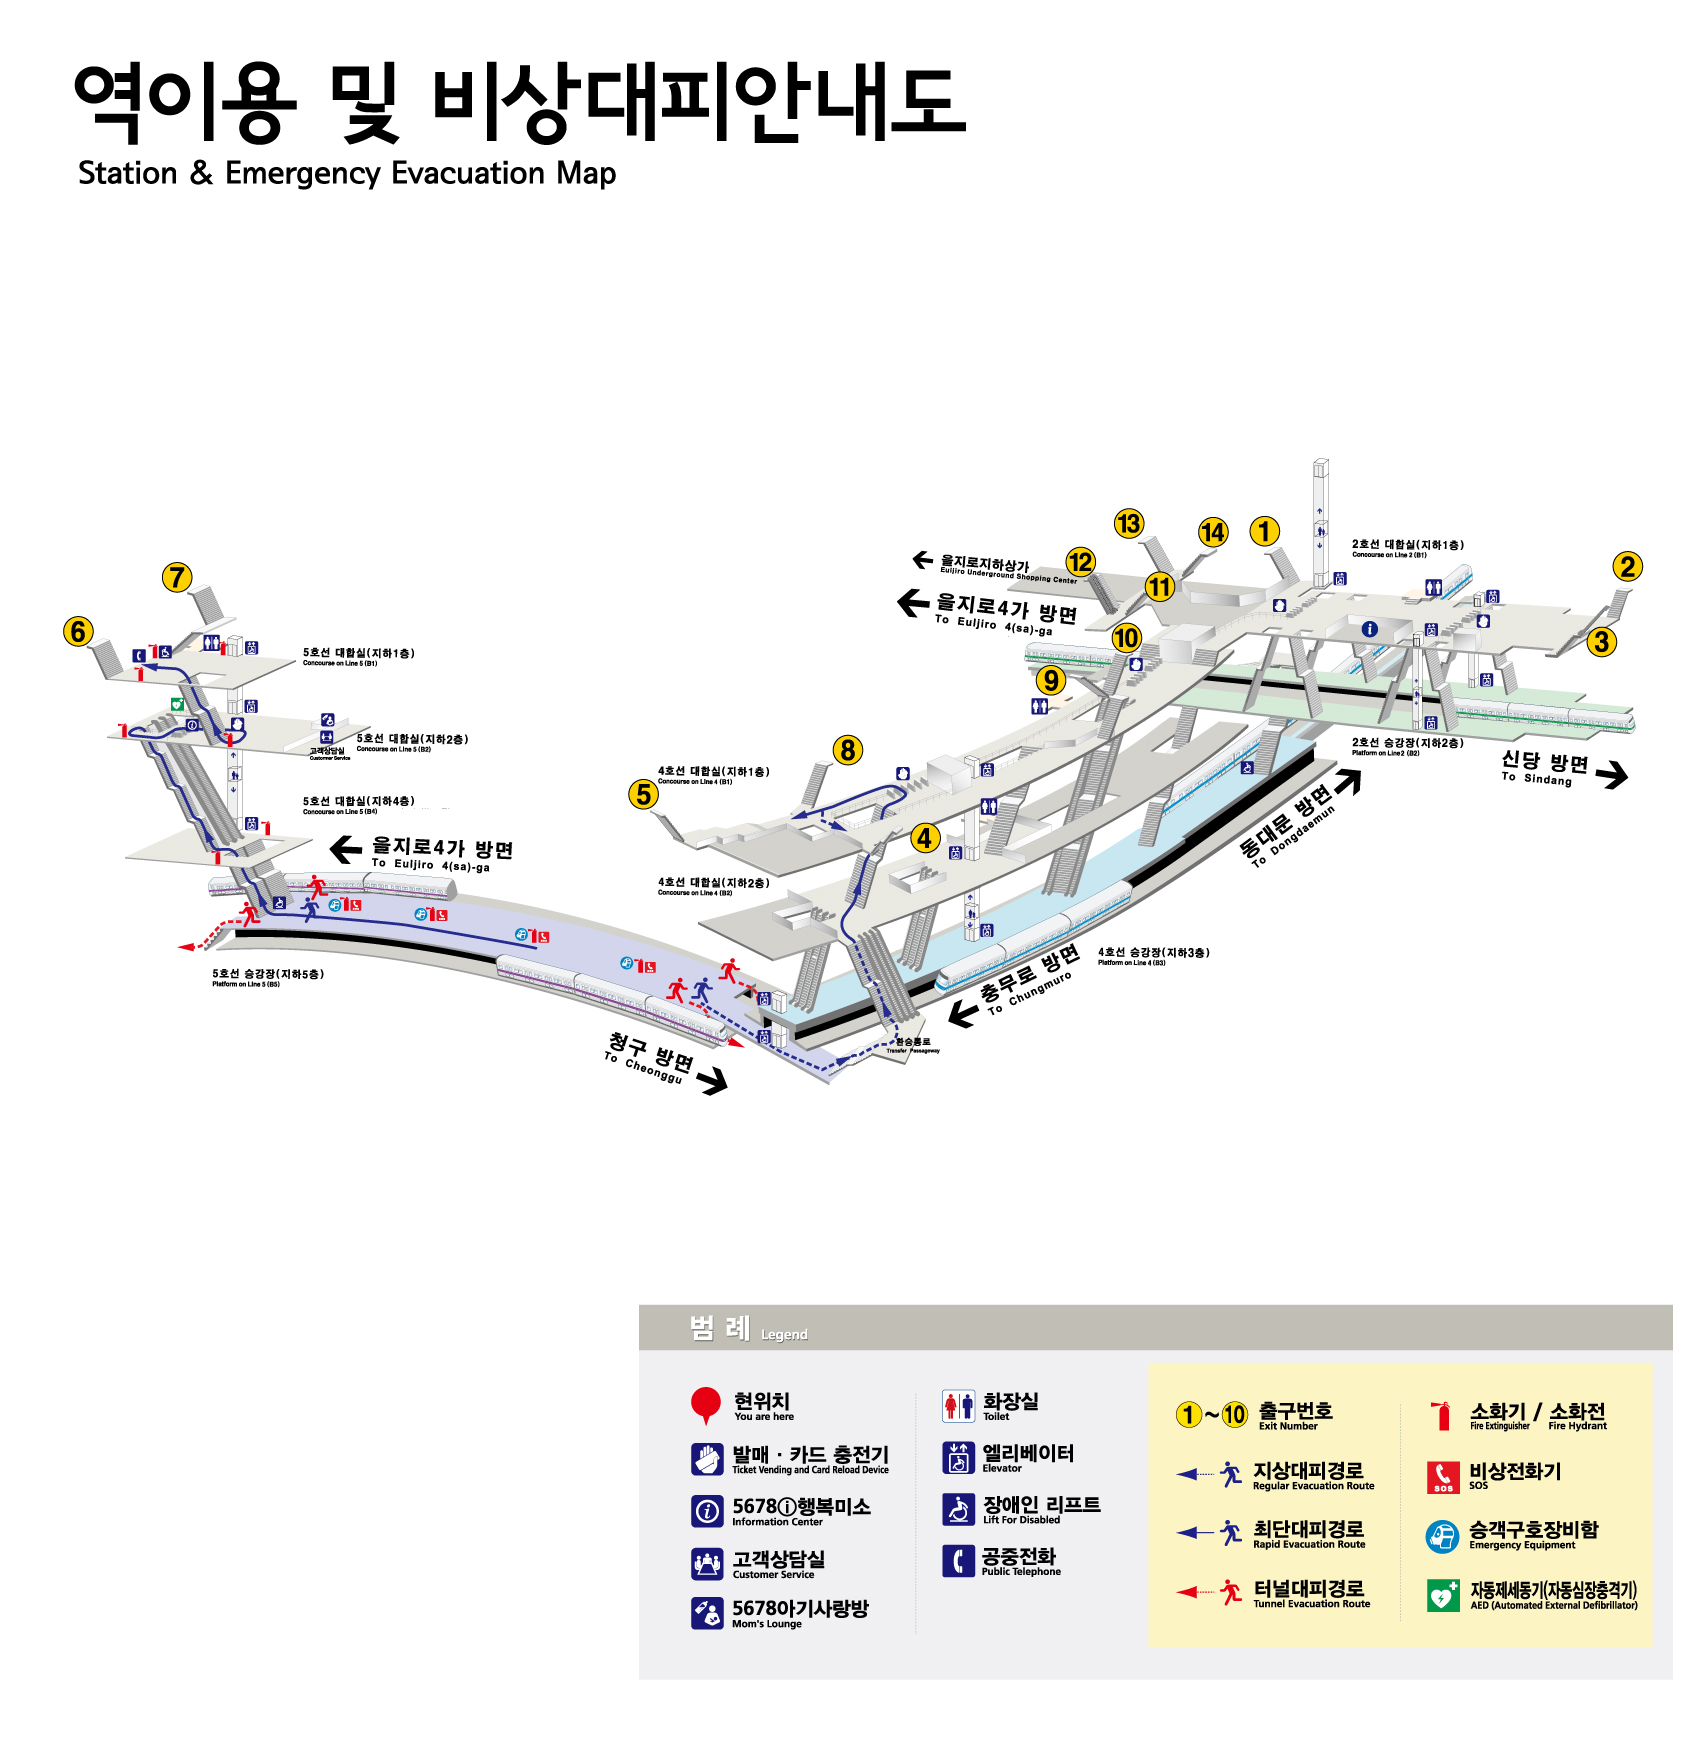 역이용 및 비상대피안내도
Station & Emergency Evacuation Map
13
14
1
12
11
2
3
10
9
8
7
6
5
4
을지로지하상가
Euljiro Underground Shopping Center
을지로4가 방면
To Euljiro 4(sa)-ga
2호선 대합실(지하1층)
Concourse on Line 2 (B1)
5호선 대합실(지하1층)
Concourse on Line 5 (B1)
5호선 대합실(지하2층)
Concourse on Line 5 (B2)
고객상담실
Customer Service
5호선 대합실(지하4층)
Concourse on Line 5 (B4)
을지로4가 방면
To Euljiro 4(sa)-ga
5호선 승강장(지하5층)
Platform on Line 5 (B5)
4호선 대합실(지하1층)
Concourse on Line 4 (B1)
4호선 대합실(지하2층)
Concourse on Line 4 (B2)
2호선 승강장(지하2층)
Platform on Line 2 (B2)
신당 방면
To Sindang
동대문 방면
To Dongdaemun
4호선 승강장(지하3층)
Platform on Line 4 (B3)
충무로 방면
To Chungmuro
환승통로
Transfer Passageway
청구 방면
To Cheonggu
범 례 Legend
현위치
You are here
발매 · 카드 충전기
Ticket Vending and Card Reload Device
5678ⓘ행복미소
Information Center
고객상담실
Customer Service
5678아기사랑방
Mom's Lounge
화장실
Toilet
엘리베이터
Elevator
장애인 리프트
Lift For Disabled
공중전화
Public Telephone
1~10 출구번호
Exit Number
지상대피경로
Regular Evacuation Route
최단대피경로
Rapid Evacuation Route
터널대피경로
Tunnel Evacuation Route
소화기 / 소화전
Fire Extinguisher Fire Hydrant
SOS
비상전화기
SOS
승객구호장비함
Emergency Equipment
자동제세동기(자동심장충격기)
AED (Automated External Defibrillator)